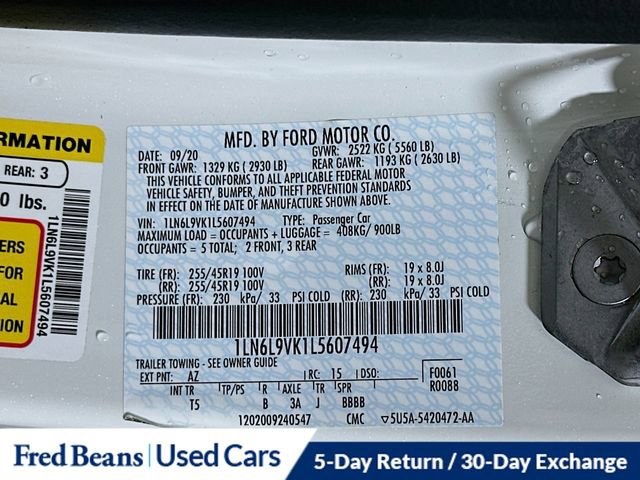 ORMATION
REAR: 3
0 lbs.
ERS
FOR
AL
ON
1LN6L9VK1L5607494
MFD. BY FORD MOTOR CO.
DATE: 09/20 GVWR: 2522 KG ( 5560 LB)
FRONT GAWR: 1329 KG ( 2930 LB) REAR GAWR: 1193 KG ( 2630 LB)
THIS VEHICLE CONFORMS TO ALL APPLICABLE FEDERAL MOTOR
VEHICLE SAFETY, BUMPER, AND THEFT PREVENTION STANDARDS
IN EFFECT ON THE DATE OF MANUFACTURE SHOWN ABOVE.
VIN: 1LN6L9VK1L5607494 TYPE: Passenger Car
MAXIMUM LOAD = OCCUPANTS + LUGGAGE = 408KG/ 900LB
OCCUPANTS = 5 TOTAL; 2 FRONT, 3 REAR
TIRE (FR): 255/45R19 100V RIMS (FR): 19 x 8.0J
(RR): 255/45R19 100V (RR): 19 x 8.0J
PRESSURE (FR): 230 kPa/ 33 PSI COLD (RR): 230 kPa/ 33 PSI COLD
1LN6L9VK1L5607494
TRAILER TOWING - SEE OWNER GUIDE
EXT PNT: AZ RC: 15 DSO: F0061
INT TR TP/PS R AXLE TR SPR R0088
T5 B 3A J BBBB
1202009240547 CMC ▽5U5A-5420472-AA
Fred Beans Used Cars 5-Day Return / 30-Day Exchange